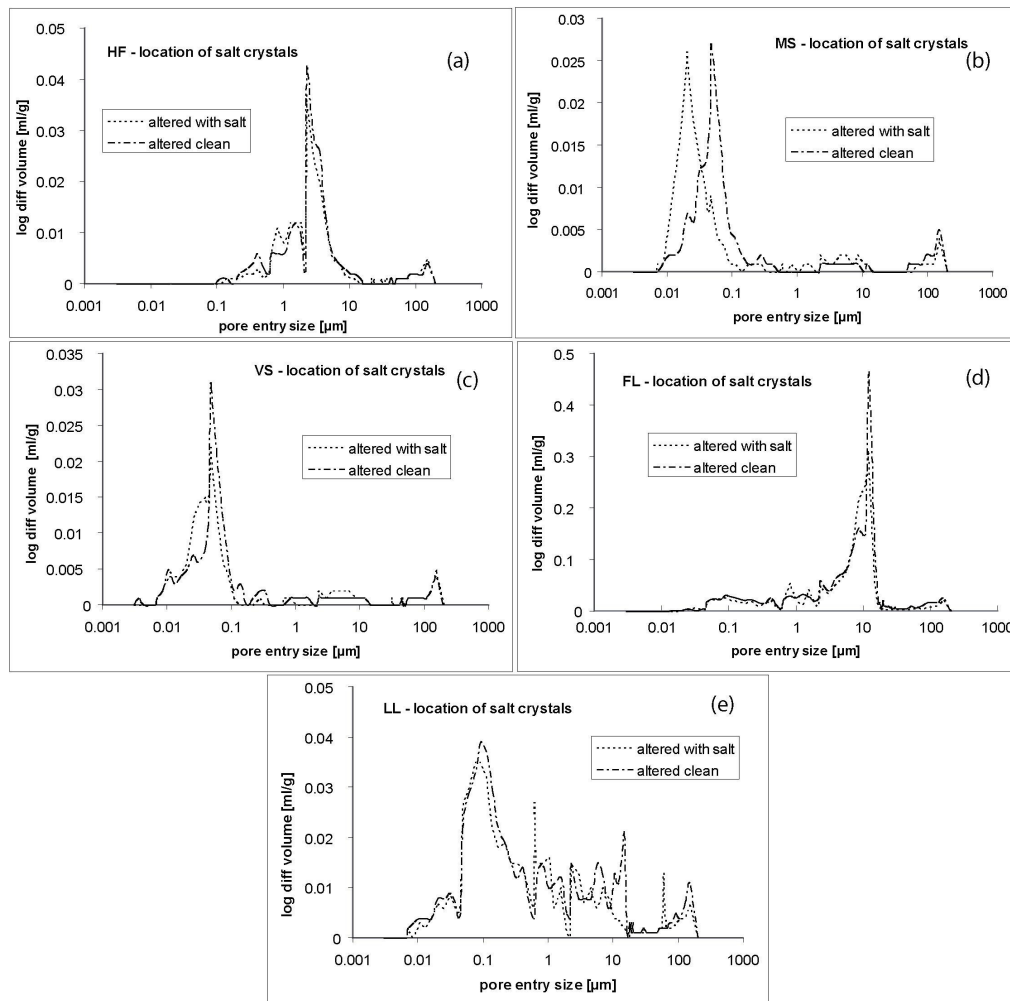 HF - location of salt crystals
(a)
altered with salt
altered clean
log diff volume [ml/g]
0.05
0.04
0.03
0.02
0.01
0
0.001 0.01 0.1 1 10 100 1000
pore entry size [µm]
MS - location of salt crystals
(b)
altered with salt
altered clean
log diff volume [ml/g]
0.03
0.025
0.02
0.015
0.01
0.005
0
0.001 0.01 0.1 1 10 100 1000
pore entry size [µm]
VS - location of salt crystals
(c)
altered with salt
altered clean
log diff volume [ml/g]
0.035
0.03
0.025
0.02
0.015
0.01
0.005
0
0.001 0.01 0.1 1 10 100 1000
pore entry size [µm]
FL - location of salt crystals
(d)
altered with salt
altered clean
log diff volume [ml/g]
0.5
0.4
0.3
0.2
0.1
0
0.001 0.01 0.1 1 10 100 1000
pore entry size [µm]
LL - location of salt crystals
(e)
altered with salt
altered clean
log diff volume [ml/g]
0.05
0.04
0.03
0.02
0.01
0
0.001 0.01 0.1 1 10 100 1000
pore entry size [µm]